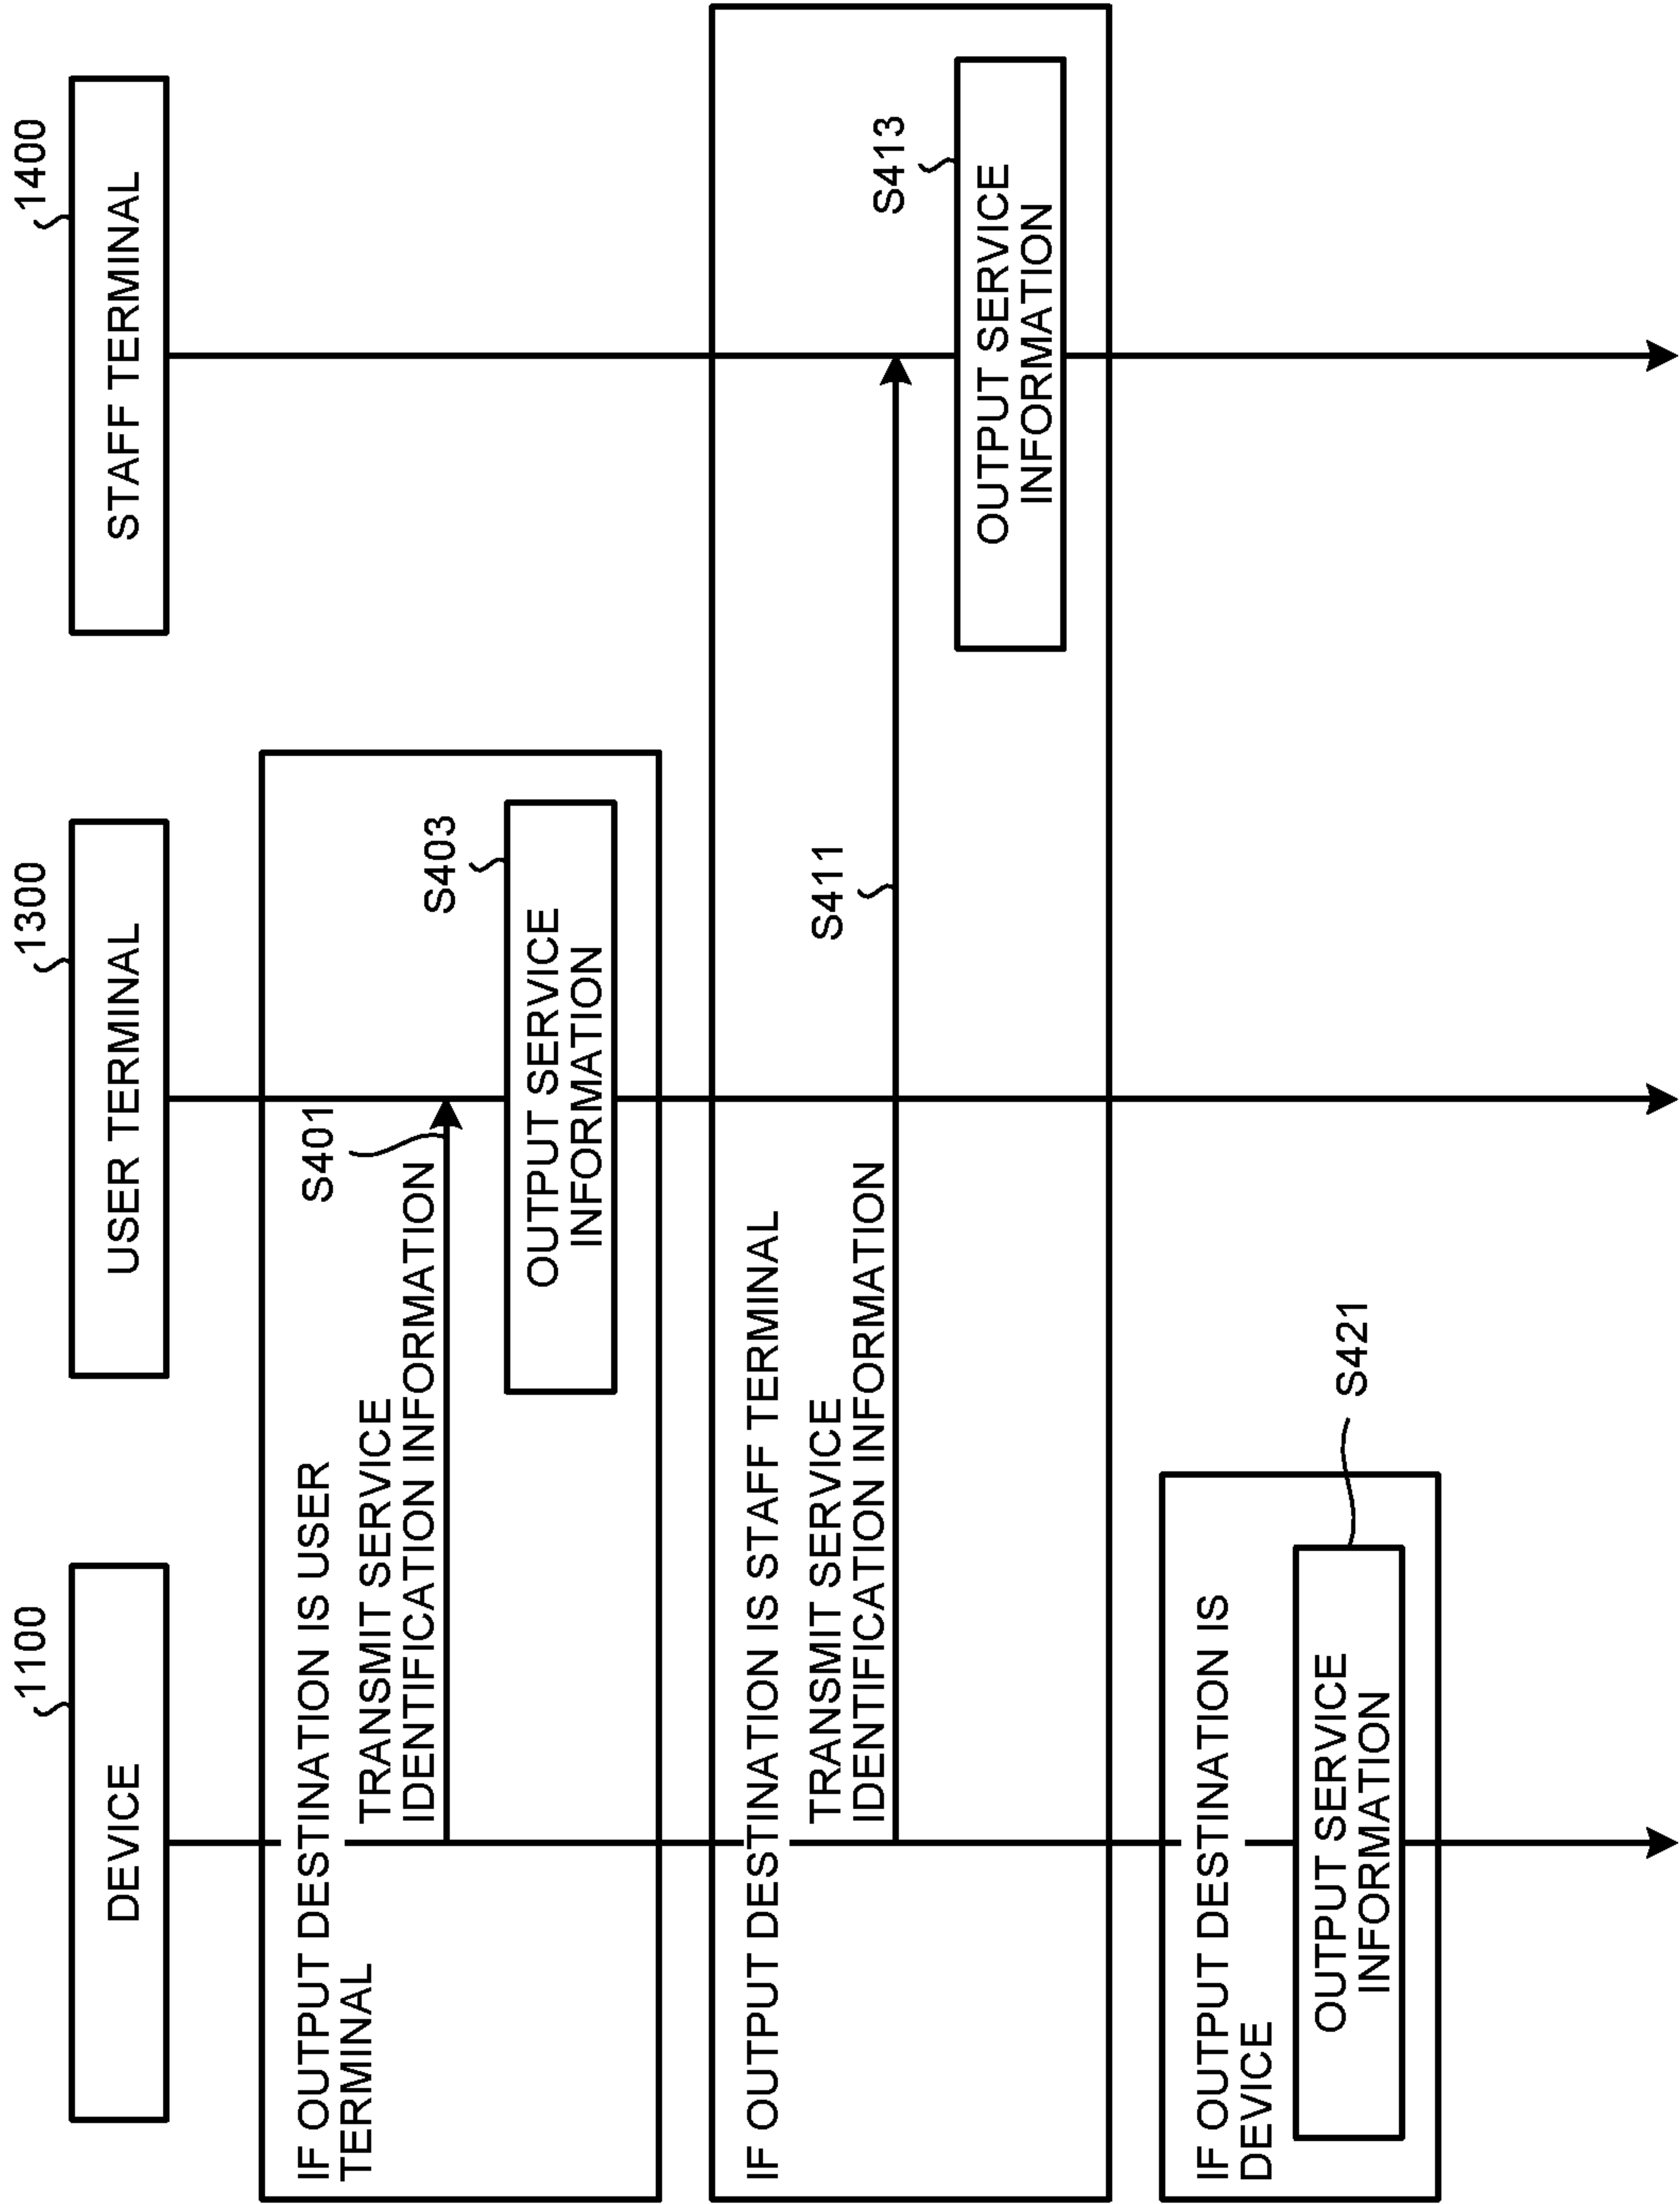 1100
1300
1400
DEVICE
USER TERMINAL
STAFF TERMINAL
IF OUTPUT DESTINATION IS USER
TERMINAL
S401
TRANSMIT SERVICE
IDENTIFICATION INFORMATION
S403
OUTPUT SERVICE
INFORMATION
IF OUTPUT DESTINATION IS STAFF TERMINAL
TRANSMIT SERVICE
IDENTIFICATION INFORMATION
S411
S413
OUTPUT SERVICE
INFORMATION
IF OUTPUT DESTINATION IS
DEVICE
S421
OUTPUT SERVICE
INFORMATION